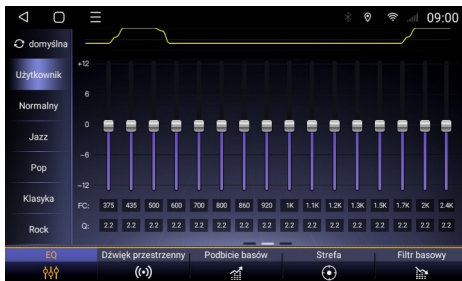 09:00
domyślna
Użytkownik
Normalny
Jazz
Pop
Klasyka
Rock
+12
6
0
-6
-12
FC: 375 435 500 600 700 800 860 920 1K 1.1K 1.2K 1.3K 1.5K 1.7K 2K 2.4K
Q: 2.2 2.2 2.2 2.2 2.2 2.2 2.2 2.2 2.2 2.2 2.2 2.2 2.2 2.2 2.2 2.2
EQ Dźwięk przestrzenny Podbicie basów Strefa Filtr basowy